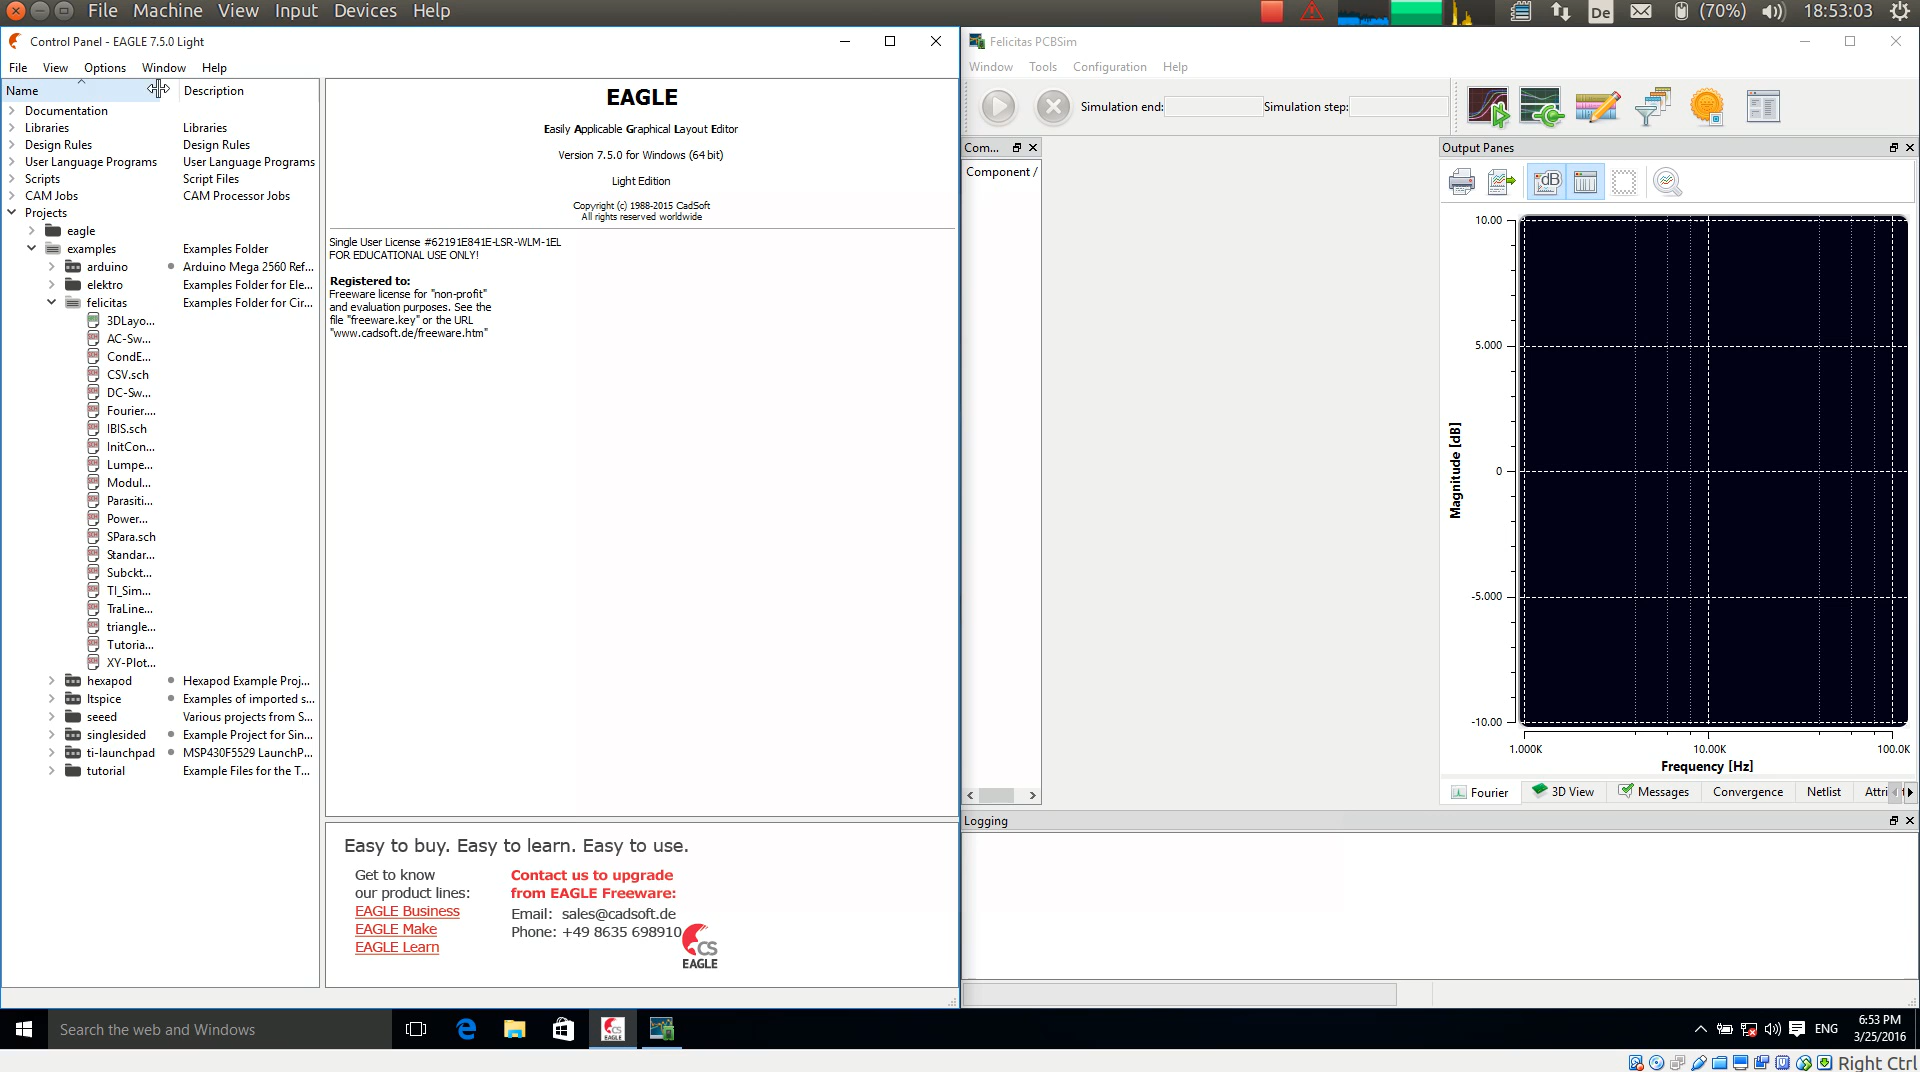 File Machine View Input Devices Help
De (70%) 18:53:03
Control Panel - EAGLE 7.5.0 Light
File View Options Window Help
Name Description
Documentation
Libraries Libraries
Design Rules Design Rules
User Language Programs User Language Programs
Scripts Script Files
CAM Jobs CAM Processor Jobs
Projects
eagle
examples Examples Folder
arduino Arduino Mega 2560 Ref...
elektro Examples Folder for Ele...
felicitas Examples Folder for Cir...
3DLayo...
AC-Sw...
CondE...
CSV.sch
DC-Sw...
Fourier....
IBIS.sch
InitCon...
Lumpe...
Modul...
Parasiti...
Power...
SPara.sch
Standar...
Subckt...
TI_Sim...
TraLine...
triangle...
Tutoria...
XY-Plot...
hexapod Hexapod Example Proj...
ltspice Examples of imported s...
seeed Various projects from S...
singlesided Example Project for Sin...
ti-launchpad MSP430F5529 LaunchP...
tutorial Example Files for the T...
EAGLE
Easily Applicable Graphical Layout Editor
Version 7.5.0 for Windows (64 bit)
Light Edition
Copyright (c) 1988-2015 CadSoft
All rights reserved worldwide
Single User License #62191E841E-LSR-WLM-1EL
FOR EDUCATIONAL USE ONLY!
Registered to:
Freeware license for "non-profit"
and evaluation purposes. See the
file "freeware.key" or the URL
"www.cadsoft.de/freeware.htm"
Easy to buy. Easy to learn. Easy to use.
Get to know
our product lines:
EAGLE Business
EAGLE Make
EAGLE Learn
Contact us to upgrade
from EAGLE Freeware:
Email: sales@cadsoft.de
Phone: +49 8635 698910
CS
EAGLE
Felicitas PCBSim
Window Tools Configuration Help
Simulation end: Simulation step:
Com...
Component /
Output Panes
dB
10.00
5.000
0
-5.000
-10.00
Magnitude [dB]
1.000K 10.00K 100.0K
Frequency [Hz]
Fourier 3D View Messages Convergence Netlist Attri
Logging
Search the web and Windows
CS
EAGLE
ENG
6:53 PM
3/25/2016
Right Ctrl